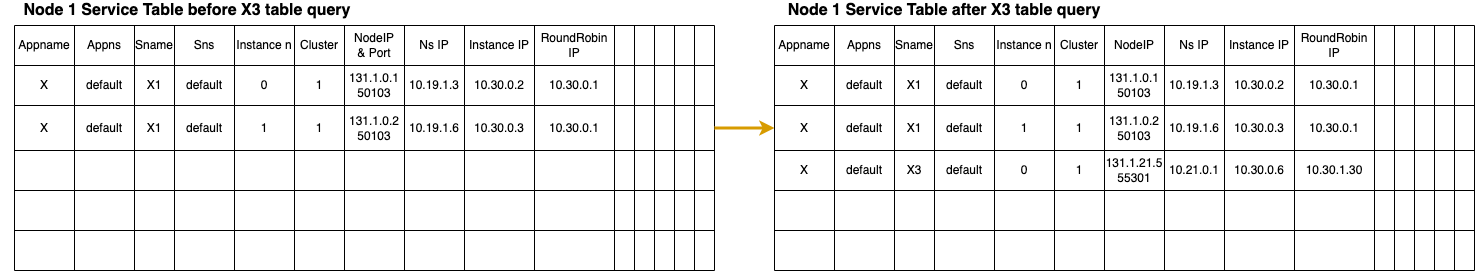 Node 1 Service Table before X3 table query
Appname Appns Sname Sns Instance n Cluster NodeIP & Port Ns IP Instance IP RoundRobin IP
X default X1 default 0 1 131.1.0.1 50103 10.19.1.3 10.30.0.2 10.30.0.1
X default X1 default 1 1 131.1.0.2 50103 10.19.1.6 10.30.0.3 10.30.0.1
Node 1 Service Table after X3 table query
Appname Appns Sname Sns Instance n Cluster NodeIP Ns IP Instance IP RoundRobin IP
X default X1 default 0 1 131.1.0.1 50103 10.19.1.3 10.30.0.2 10.30.0.1
X default X1 default 1 1 131.1.0.2 50103 10.19.1.6 10.30.0.3 10.30.0.1
X default X3 default 0 1 131.1.21.5 55301 10.21.0.1 10.30.0.6 10.30.1.30